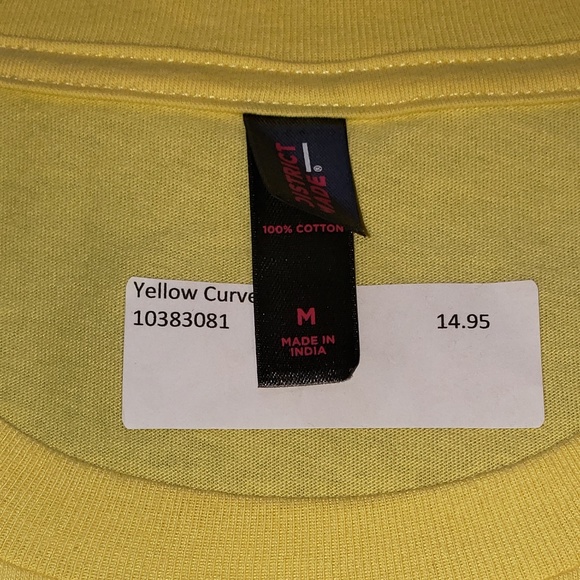 DISTRICT
MADE®
100% COTTON
Yellow Curve
10383081
14.95
M
MADE IN
INDIA